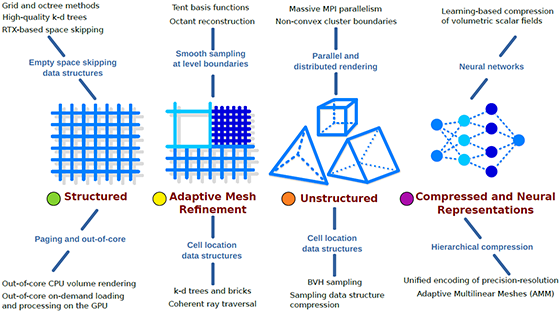 Grid and octree methods
High-quality k-d trees
RTX-based space skipping
Empty space skipping
data structures
Structured
Paging and out-of-core
Out-of-core CPU volume rendering
Out-of-core on-demand loading
and processing on the GPU
Tent basis functions
Octant reconstruction
Smooth sampling
at level boundaries
Adaptive Mesh
Refinement
Cell location
data structures
k-d trees and bricks
Coherent ray traversal
Massive MPI parallelism
Non-convex cluster boundaries
Parallel and
distributed rendering
Unstructured
Cell location
data structures
BVH sampling
Sampling data structure
compression
Learning-based compression
of volumetric scalar fields
Neural networks
Compressed and Neural
Representations
Hierarchical compression
Unified encoding of precision-resolution
Adaptive Multilinear Meshes (AMM)